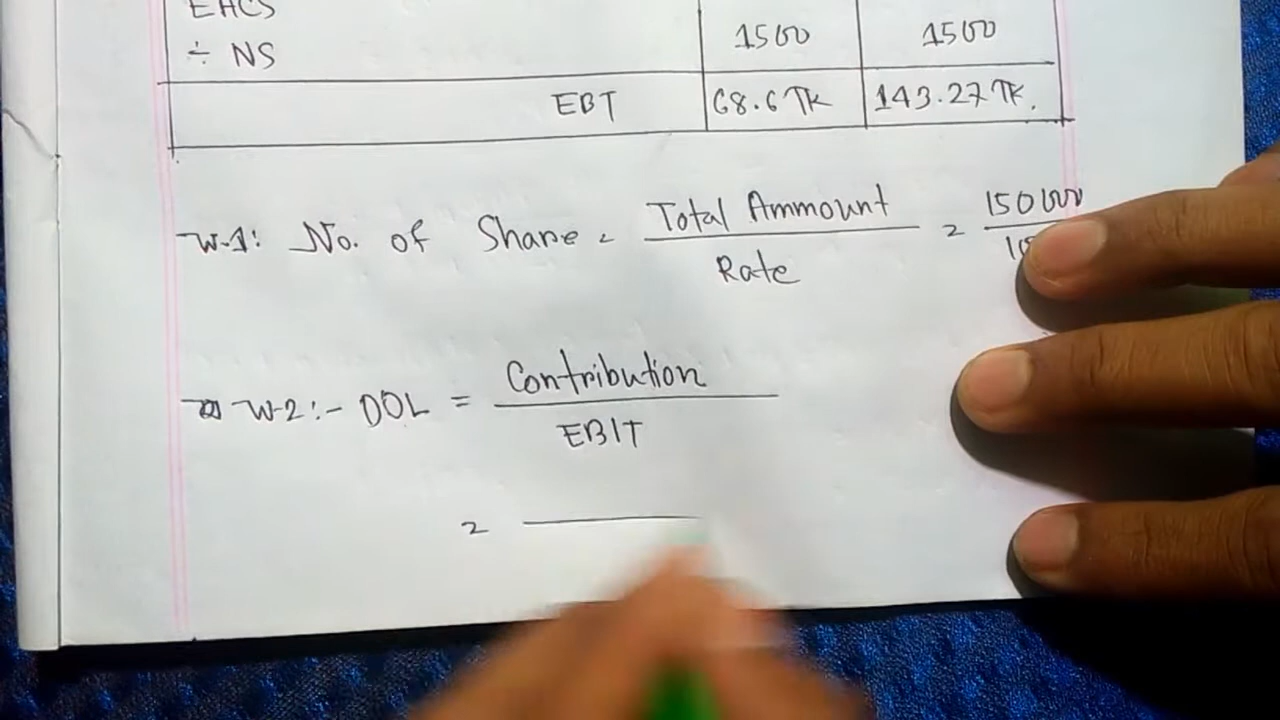 EACS
÷ NS 1500 1500
EBT 68.6 TK 143.27 TK.
W-1: No. of Share = Total Ammount / Rate = 150000 /
W-2:- DOL = Contribution / EBIT
=